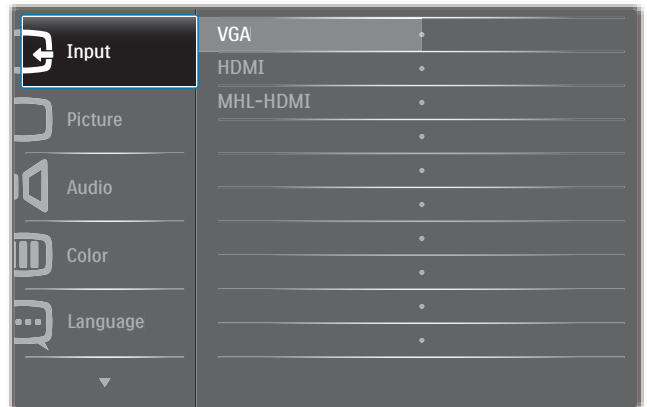 Input
Picture
Audio
Color
Language
VGA
HDMI
MHL-HDMI